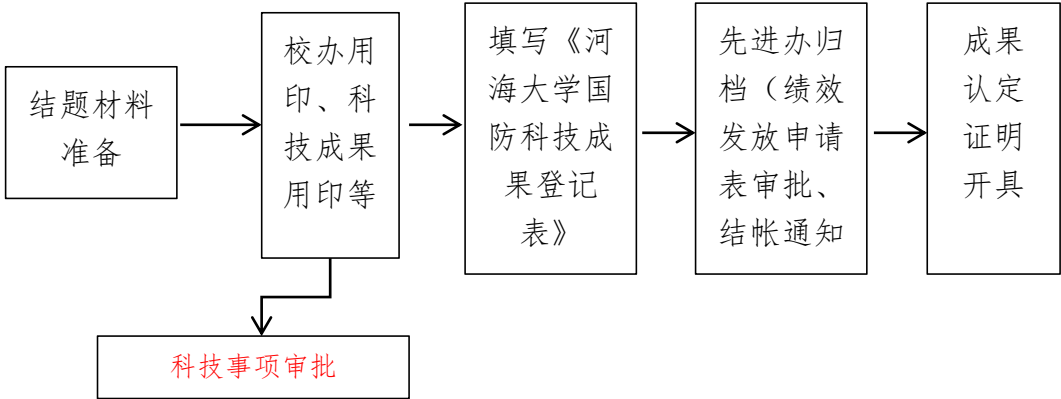 结题材料
准备
校办用
印、科
技成果
用印等
填写《河
海大学国
防科技成
果登记
表》
先进办归
档（绩效
发放申请
表审批、
结帐通知
成果
认定
证明
开具
科技事项审批